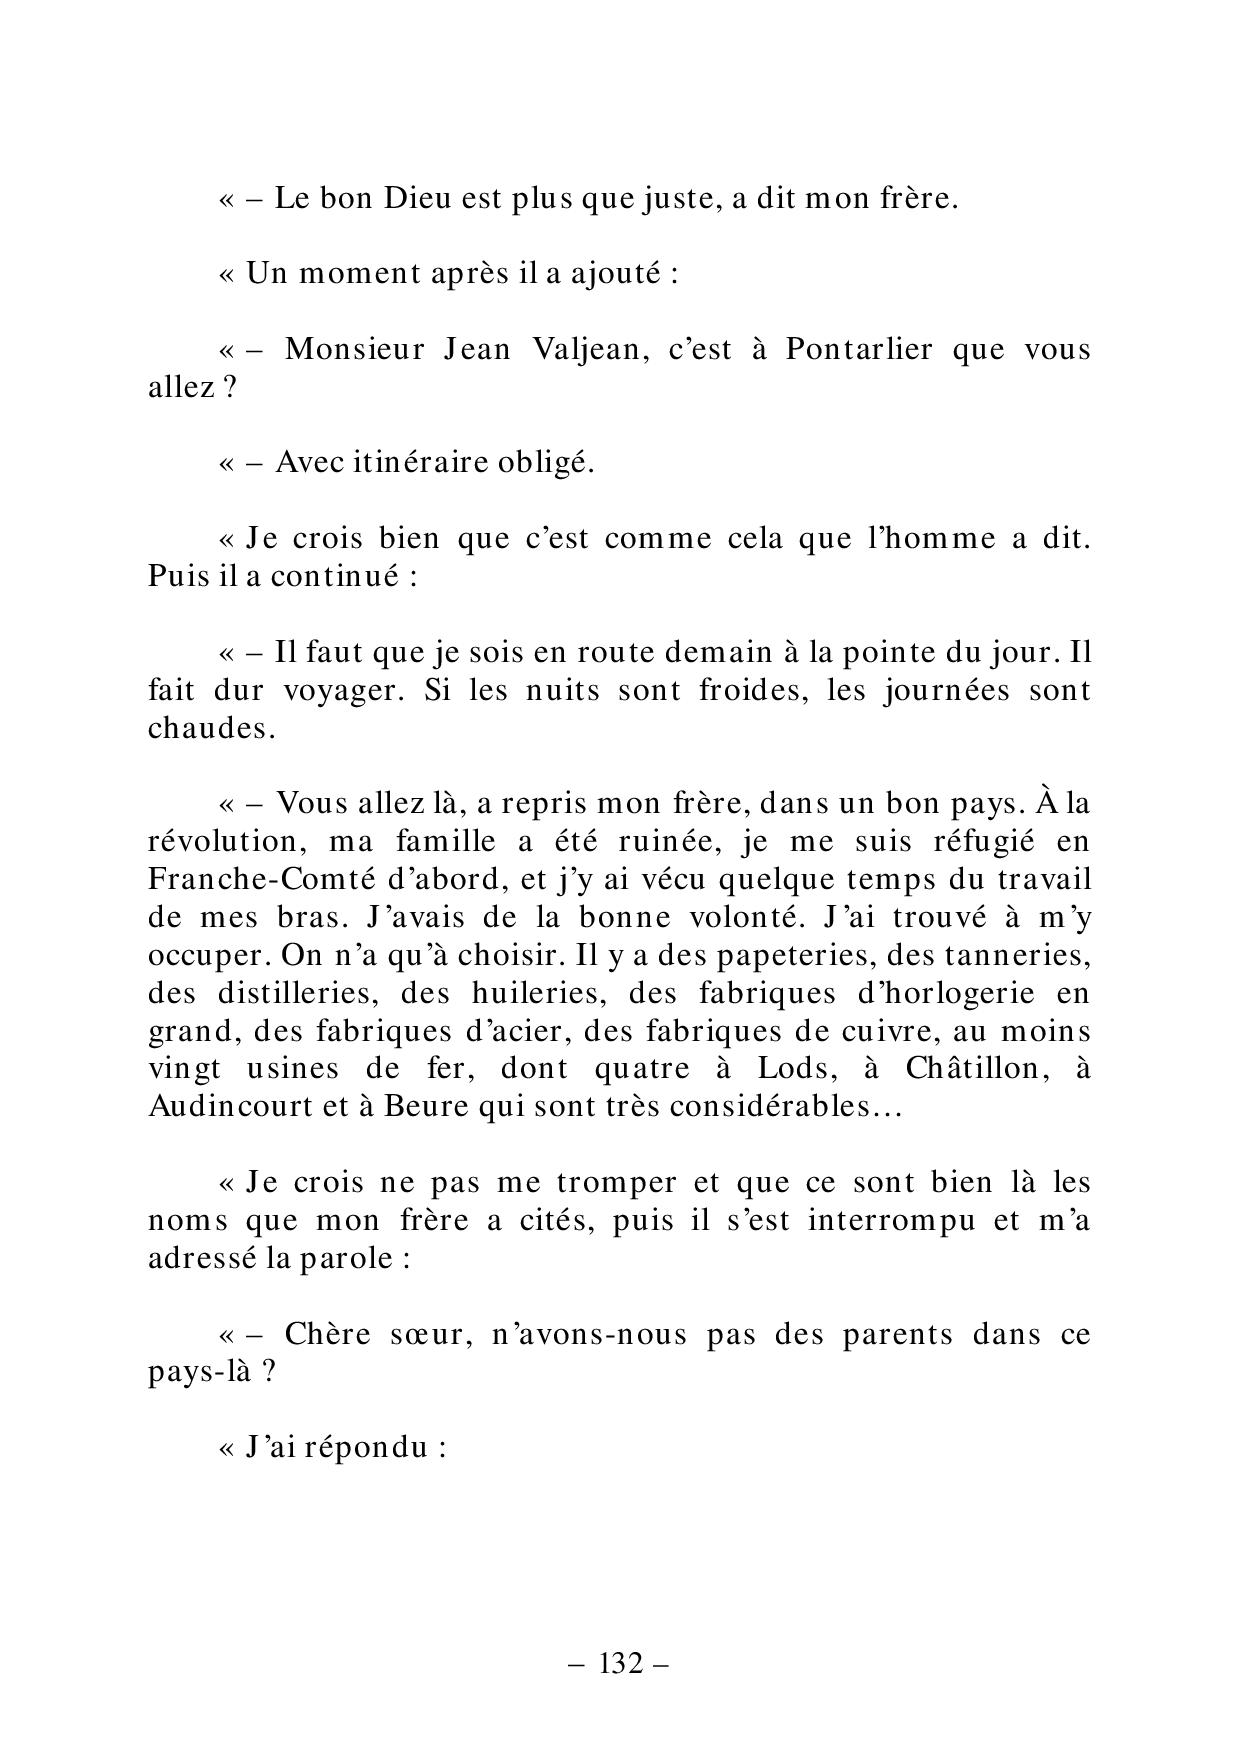 « – Le bon Dieu est plus que juste, a dit mon frère.
« Un moment après il a ajouté :
« – Monsieur Jean Valjean, c’est à Pontarlier que vous
allez ?
« – Avec itinéraire obligé.
« Je crois bien que c’est comme cela que l’homme a dit.
Puis il a continué :
« – Il faut que je sois en route demain à la pointe du jour. Il
fait dur voyager. Si les nuits sont froides, les journées sont
chaudes.
« – Vous allez là, a repris mon frère, dans un bon pays. À la
révolution, ma famille a été ruinée, je me suis réfugié en
Franche-Comté d’abord, et j’y ai vécu quelque temps du travail
de mes bras. J’avais de la bonne volonté. J’ai trouvé à m’y
occuper. On n’a qu’à choisir. Il y a des papeteries, des tanneries,
des distilleries, des huileries, des fabriques d’horlogerie en
grand, des fabriques d’acier, des fabriques de cuivre, au moins
vingt usines de fer, dont quatre à Lods, à Châtillon, à
Audincourt et à Beure qui sont très considérables…
« Je crois ne pas me tromper et que ce sont bien là les
noms que mon frère a cités, puis il s’est interrompu et m’a
adressé la parole :
« – Chère sœur, n’avons-nous pas des parents dans ce
pays-là ?
« J’ai répondu :
– 132 –